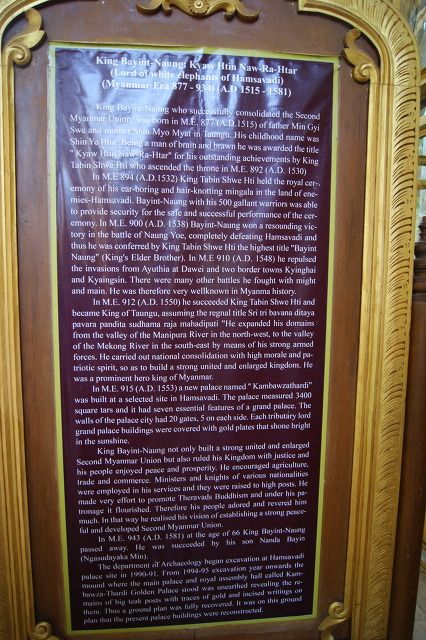 King Bayint-Naung: Kyaw Htin Naw-Ra-Htar
(Lord of white elephants of Hamsavadi)
(Myanmar Era 877 - 934) (A.D 1515 - 1581)
King Bayint-Naung who successfully consolidated the Second
Myanmar Union, was born in M.E. 877 (A.D.1515) of father Min Gyi
Swe and mother Shin Myo Myat in Taungu. His childhood name was
Shin Ye Htut. Being a man of brain and brawn he was awarded the title
"Kyaw Htin Naw-Ra-Htar" for his outstanding achievements by King
Tabin Shwe Hti who ascended the throne in M.E. 892 (A.D. 1530)
In M.E 894 (A.D.1532) King Tabin Shwe Hti held the royal cer-
emony of his ear-boring and hair-knotting mingala in the land of ene-
mies-Hamsavadi. Bayint-Naung with his 500 gallant warriors was able
to provide security for the safe and successful performance of the cer-
emony. In M.E. 900 (A.D. 1538) Bayint-Naung won a resounding vic-
tory in the battle of Naung Yoe, completely defeating Hamsavadi and
thus he was conferred by King Tabin Shwe Hti the highest title "Bayint
Naung" (King's Elder Brother). In M.E 910 (A.D. 1548) he repulsed
the invasions from Ayuthia at Dawei and two border towns Kyinghai
and Kyaingsin. There were many other battles he fought with might
and main. He was therefore very wellknown in Myanma history.
In M.E. 912 (A.D. 1550) he succeeded King Tabin Shwe Hti and
became King of Taungu, assuming the regnal title Sri tri bavana ditaya
pavara pandita sudhama raja mahadipati "He expanded his domains
from the valley of the Manipura River in the north-west, to the valley
of the Mekong River in the south-east by means of his strong armed
forces. He carried out national consolidation with high morale and pa-
triotic spirit, so as to build a strong united and enlarged kingdom. He
was a prominent hero king of Myanmar.
In M.E. 915 (A.D. 1553) a new palace named " Kambawzathardi"
was built at a selected site in Hamsavadi. The palace measured 3400
square tars and it had seven essential features of a grand palace. The
walls of the palace city had 20 gates, 5 on each side. Each tributary lord
grand palace buildings were covered with gold plates that shone bright
in the sunshine.
King Bayint-Naung not only built a strong united and enlarged
Second Myanmar Union but also ruled his Kingdom with justice and
his people enjoyed peace and prosperity. He encouraged agriculture,
trade and commerce. Ministers and knights of various nationalities
were employed in his services and they were raised to high posts. He
made very effort to promote Theravads Buddhism and under his pa-
tronage it flourished. Therefore his people adored and revered him
much. In that way he realised his vision of establishing a strong peace-
ful and developed Second Myanmar Union.
In M.E. 943 (A.D. 1581) at the age of 66 King Bayint-Naung
passed away. He was succeeded by his son Nanda Bayin
(Ngasudayaka Min).
The department of Archaeology began excavation at Hamsavadi
palace site in 1990-91. From 1994-95 excavation year onwards the
mound where the main palace and royal assembly hall called Kam-
bawza-Thardi Golden Palace stood was unearthed revealing the re-
mains of big teak posts with traces of gold and incised writings on
them. Thus a ground plan was fully recovered. It was on this ground
plan that the present palace buildings were reconstructed.